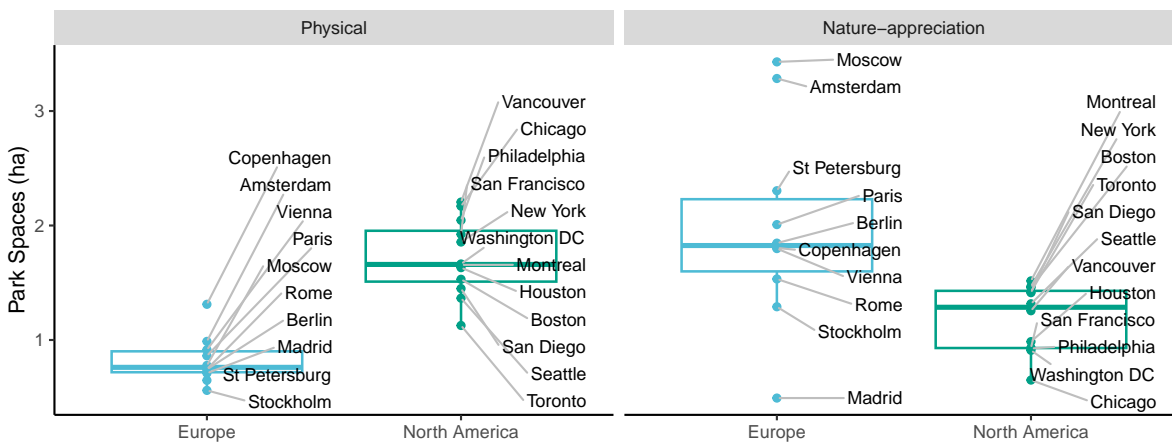 Physical
Nature−appreciation
Park Spaces (ha)
3
2
1
Copenhagen
Amsterdam
Vienna
Paris
Moscow
Rome
Berlin
Madrid
St Petersburg
Stockholm
Vancouver
Chicago
Philadelphia
San Francisco
New York
Washington DC
Montreal
Houston
Boston
San Diego
Seattle
Toronto
Moscow
Amsterdam
St Petersburg
Paris
Berlin
Copenhagen
Vienna
Rome
Stockholm
Madrid
Montreal
New York
Boston
Toronto
San Diego
Seattle
Vancouver
Houston
San Francisco
Philadelphia
Washington DC
Chicago
Europe
North America
Europe
North America